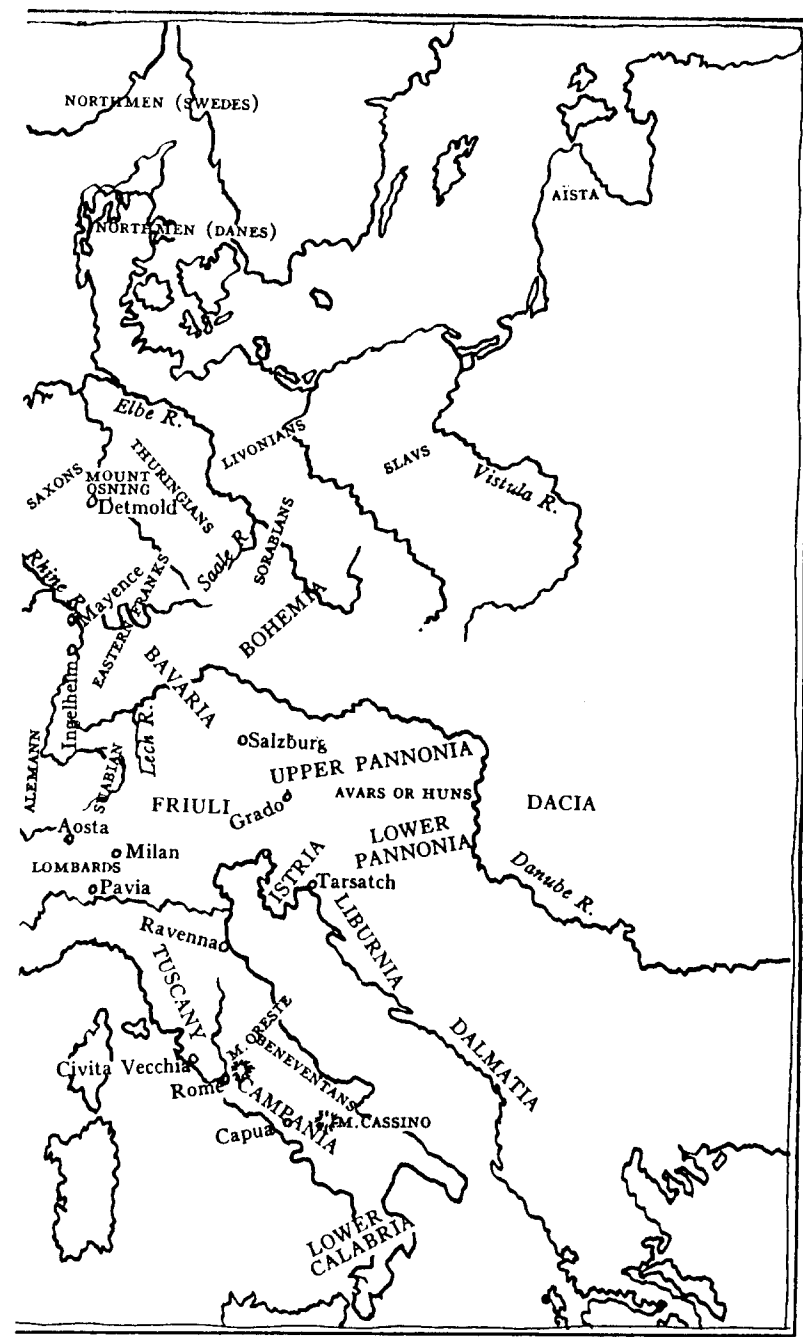 NORTHMEN (SWEDES)
AÏSTA
NORTHMEN (DANES)
Elbe R.
LIVONIANS
THURINGIANS
SLAVS
SAXONS
MOUNT
OSNING
Detmold
Vistula R.
SORABIANS
Saale R.
Rhine R.
Mayence
EASTERN FRANKS
BOHEMIA
BAVARIA
Ingelheim
Lech R.
Salzburg
ALEMANN
SUABIAN
UPPER PANNONIA
AVARS OR HUNS
DACIA
FRIULI
Grado
Aosta
LOWER
PANNONIA
Milan
LOMBARDS
Pavia
ISTRIA
Tarsatch
Danube R.
Ravenna
LIBURNIA
TUSCANY
M. ORESTE
DALMATIA
BENEVENTANS
Civita Vecchia
Rome
CAMPANIA
M. CASSINO
Capua
LOWER
CALABRIA